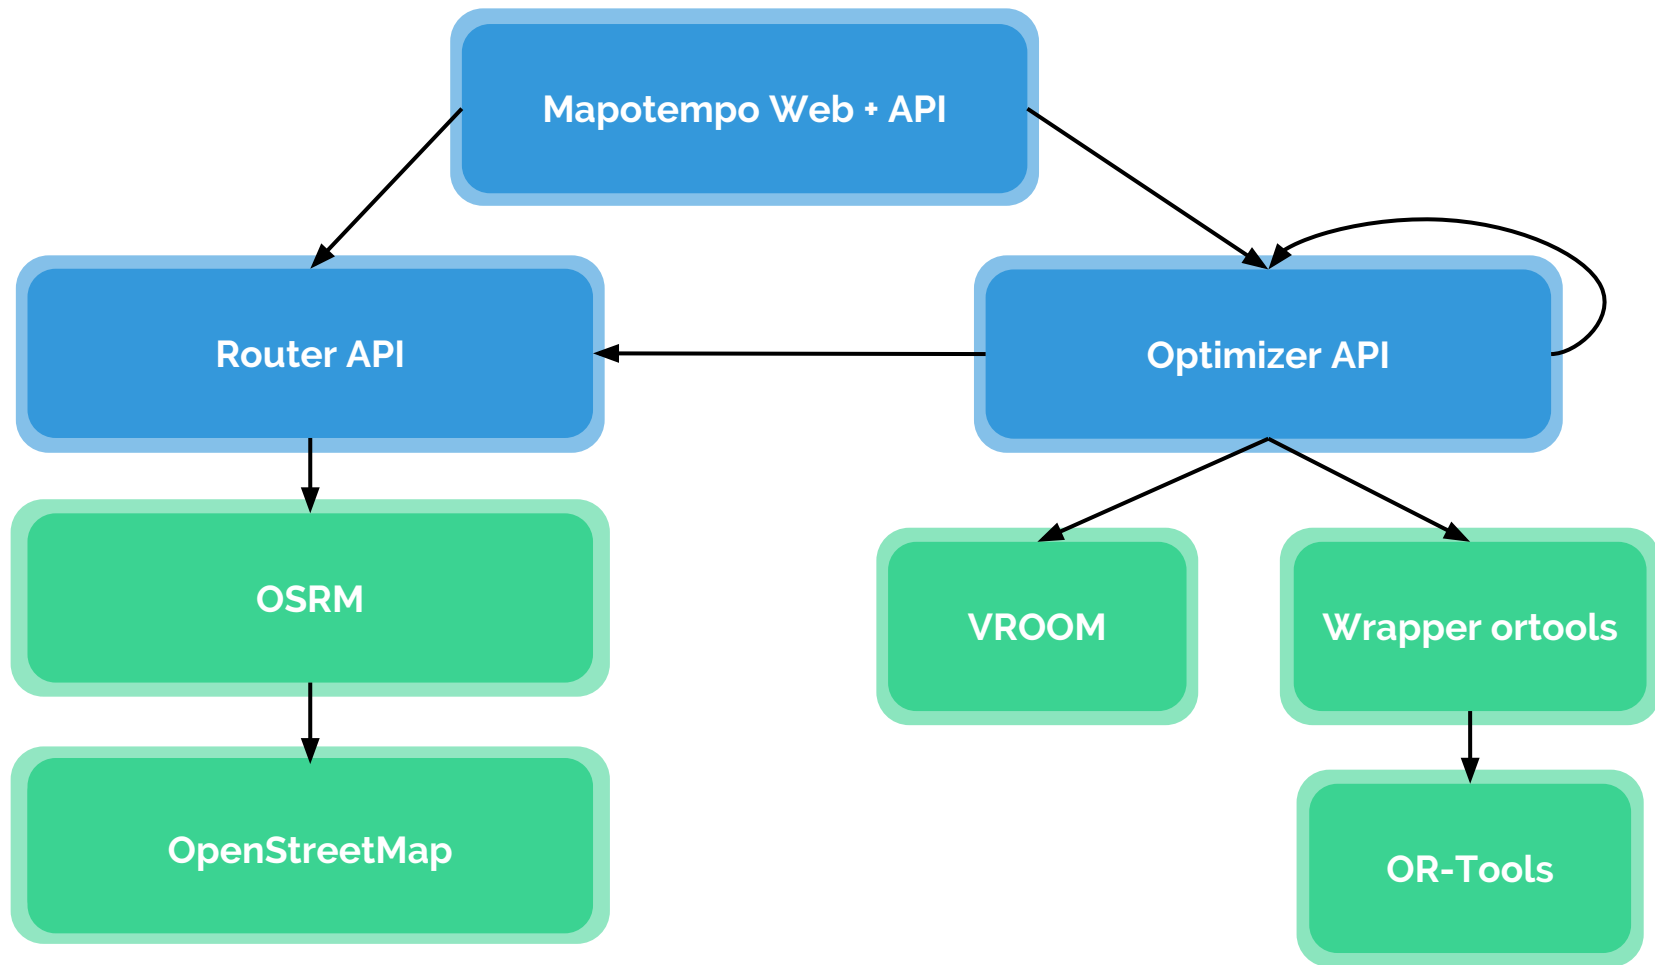 Mapotempo Web + API
Router API
Optimizer API
OSRM
VROOM
Wrapper ortools
OpenStreetMap
OR-Tools